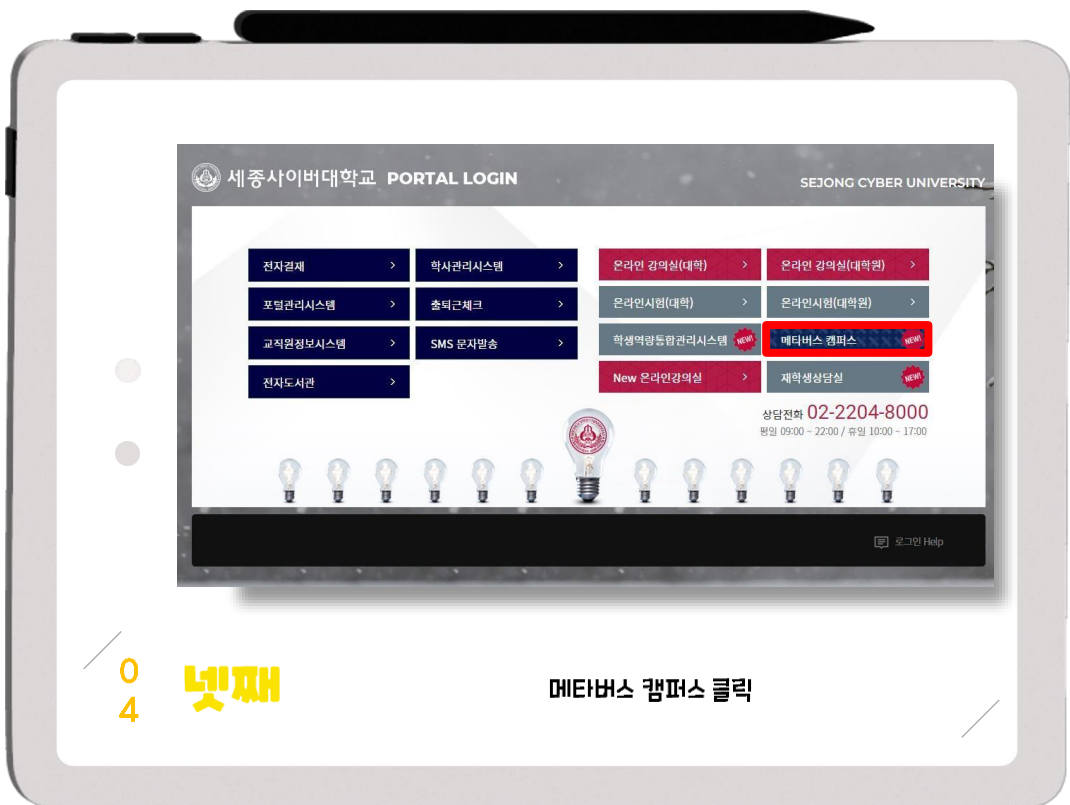 세종사이버대학교 PORTAL LOGIN
SEJONG CYBER UNIVERSITY
전자결재
학사관리시스템
온라인 강의실(대학)
온라인 강의실(대학원)
포털관리시스템
출퇴근체크
온라인시험(대학)
온라인시험(대학원)
교직원정보시스템
SMS 문자발송
학생역량통합관리시스템 NEW!
메타버스 캠퍼스 NEW!
전자도서관
New 온라인강의실
재학생상담실 NEW!
상담전화 02-2204-8000
평일 09:00 ~ 22:00 / 휴일 10:00 ~ 17:00
로그인 Help
04
넷째
메타버스 캠퍼스 클릭